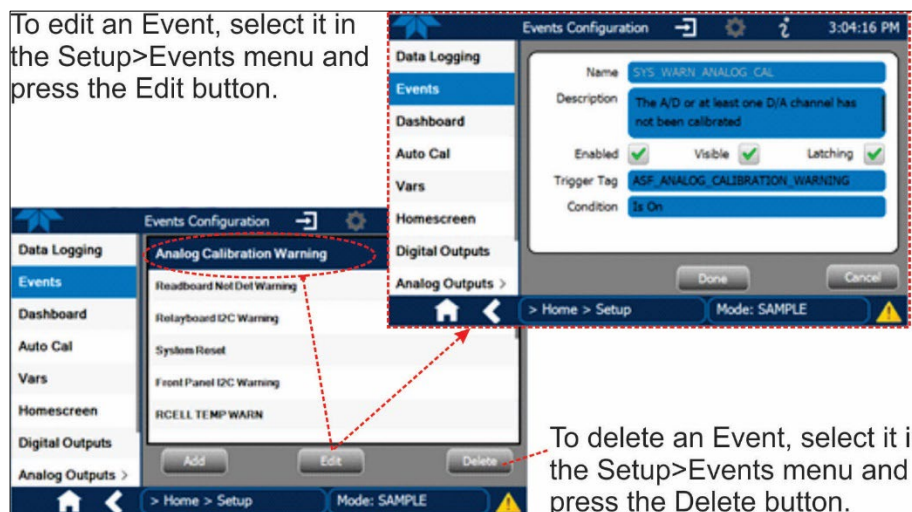 To edit an Event, select it in
the Setup>Events menu and
press the Edit button.
Events Configuration
3:04:16 PM
Data Logging
Events
Dashboard
Auto Cal
Vars
Homescreen
Digital Outputs
Analog Outputs >
Name SYS_WARN_ANALOG_CAL
Description The A/D or at least one D/A channel has
not been calibrated
Enabled Visible Latching
Trigger Tag ASF_ANALOG_CALIBRATION_WARNING
Condition Is On
Done Cancel
> Home > Setup Mode: SAMPLE
Events Configuration
Data Logging
Events
Dashboard
Auto Cal
Vars
Homescreen
Digital Outputs
Analog Outputs >
Analog Calibration Warning
Readboard Not Det Warning
Relayboard I2C Warning
System Reset
Front Panel I2C Warning
RCELL TEMP WARN
Add Edit Delete
> Home > Setup Mode: SAMPLE
To delete an Event, select it i
the Setup>Events menu and
press the Delete button.